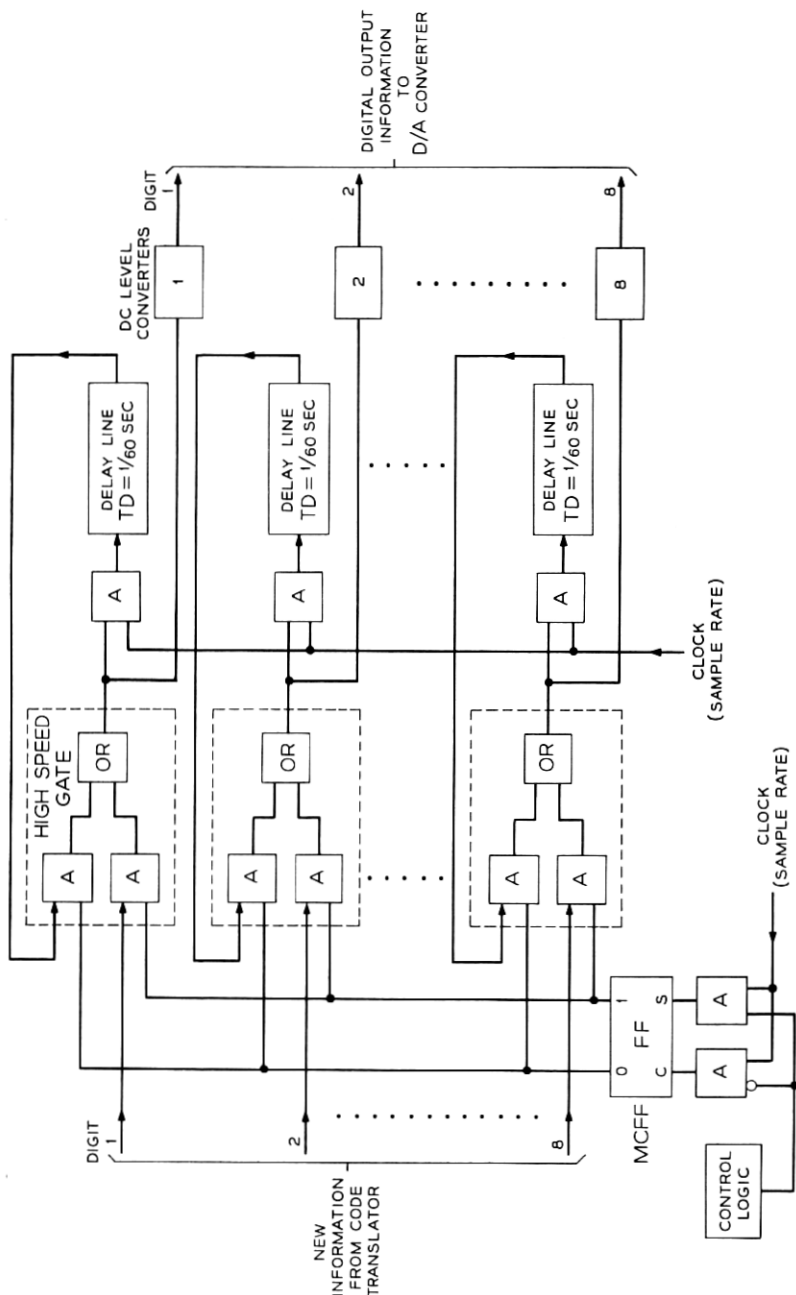 HIGH SPEED
GATE
A
A
OR
A
DELAY LINE
TD = 1/60 SEC
DC LEVEL
CONVERTERS
1
DIGIT
1
A
A
OR
A
DELAY LINE
TD = 1/60 SEC
2
2
A
A
OR
A
DELAY LINE
TD = 1/60 SEC
8
8
DIGITAL OUTPUT
INFORMATION
TO
D/A CONVERTER
DIGIT
1
2
8
NEW
INFORMATION
FROM CODE
TRANSLATOR
CLOCK
(SAMPLE RATE)
0
1
FF
C
S
MCFF
A
A
CLOCK
(SAMPLE RATE)
CONTROL
LOGIC